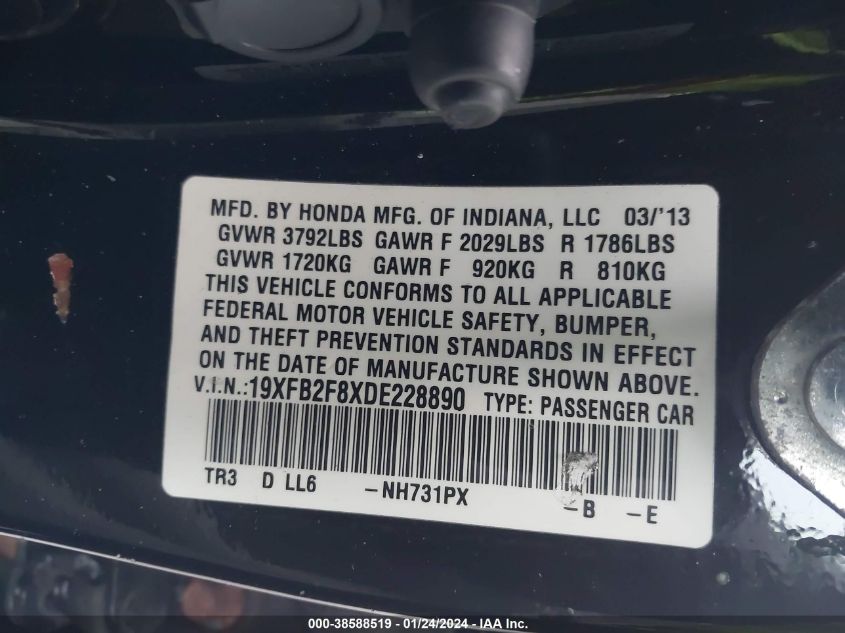 MFD. BY HONDA MFG. OF INDIANA, LLC 03/'13
GVWR 3792LBS GAWR F 2029LBS R 1786LBS
GVWR 1720KG GAWR F 920KG R 810KG
THIS VEHICLE CONFORMS TO ALL APPLICABLE
FEDERAL MOTOR VEHICLE SAFETY, BUMPER,
AND THEFT PREVENTION STANDARDS IN EFFECT
ON THE DATE OF MANUFACTURE SHOWN ABOVE.
V.I.N.:19XFB2F8XDE228890 TYPE: PASSENGER CAR
TR3 D LL6 -NH731PX -B -E
000-38588519 - 01/24/2024 - IAA Inc.